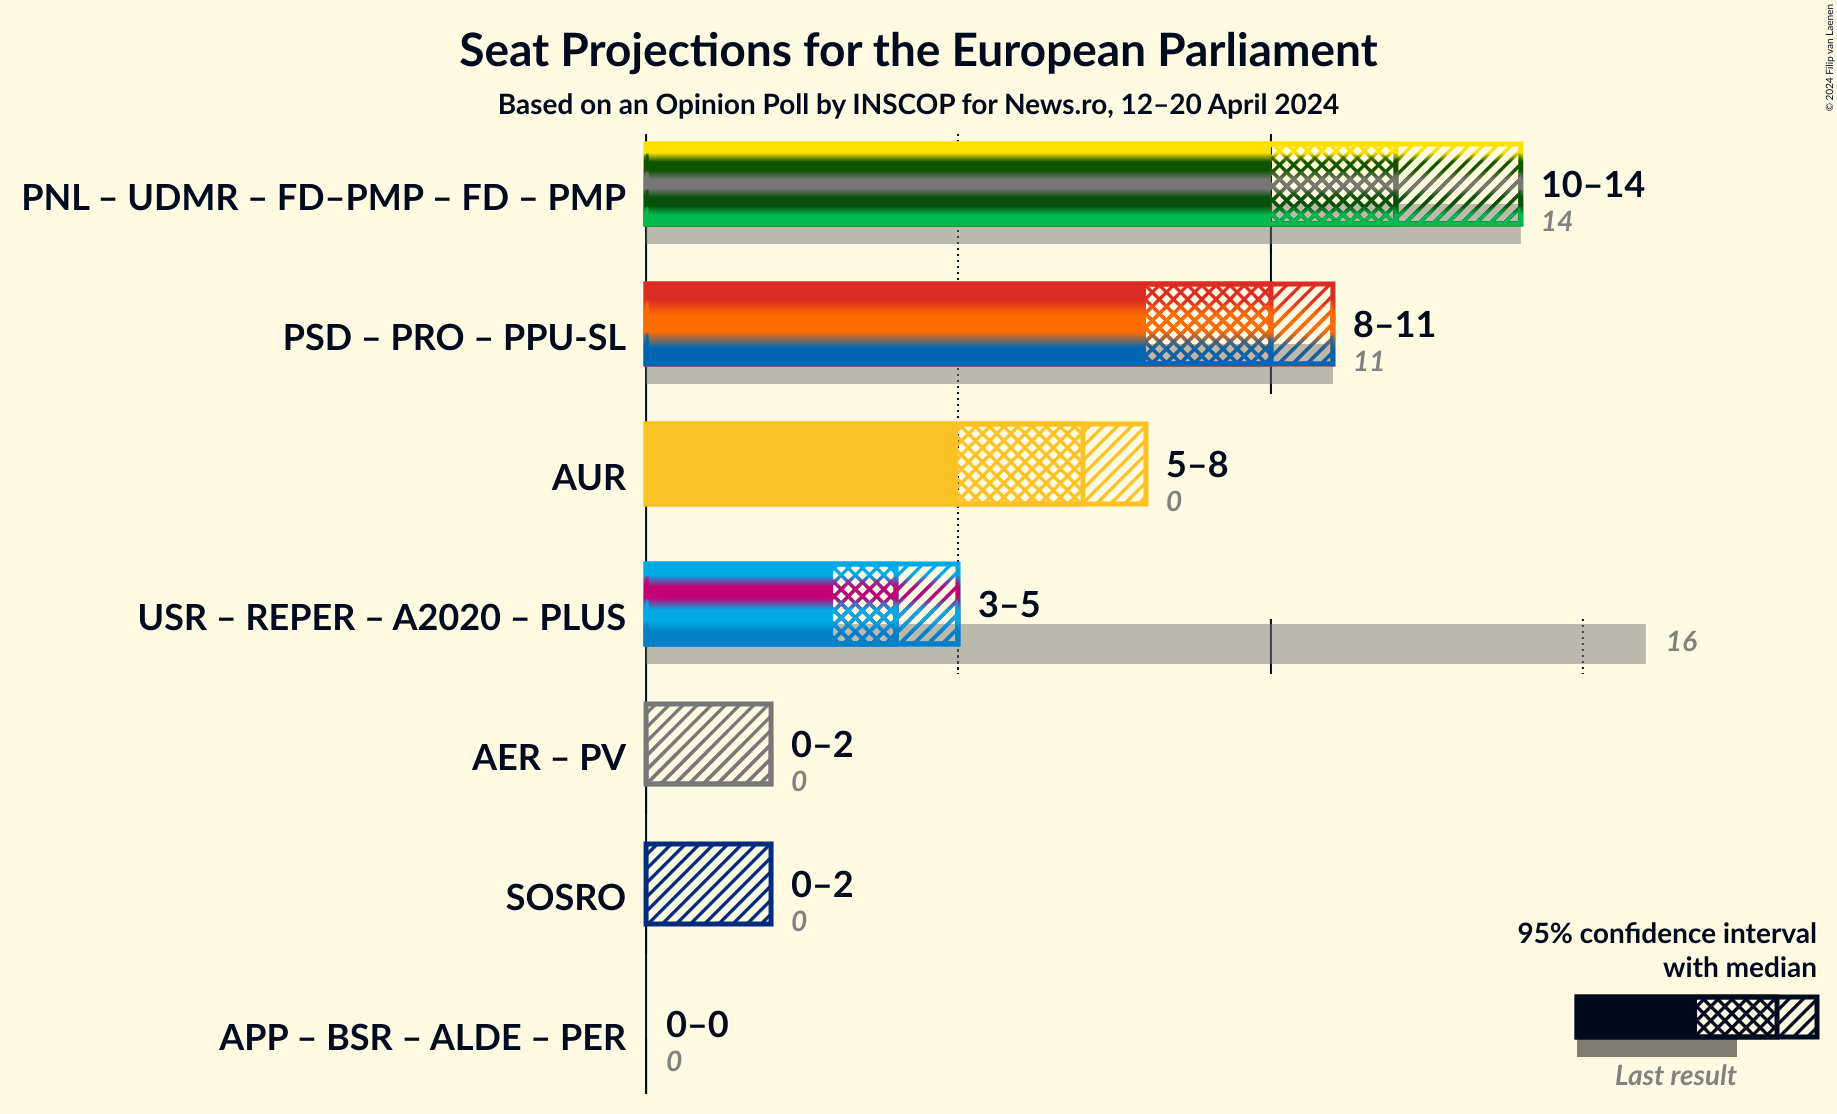 Seat Projections for the European Parliament
Based on an Opinion Poll by INSCOP for News.ro, 12–20 April 2024
© 2024 Filip van Laenen
PNL – UDMR – FD–PMP – FD – PMP
10–14
14
PSD – PRO – PPU-SL
8–11
11
AUR
5–8
0
USR – REPER – A2020 – PLUS
3–5
16
AER – PV
0–2
0
SOSRO
0–2
0
APP – BSR – ALDE – PER
0–0
0
95% confidence interval
with median
Last result